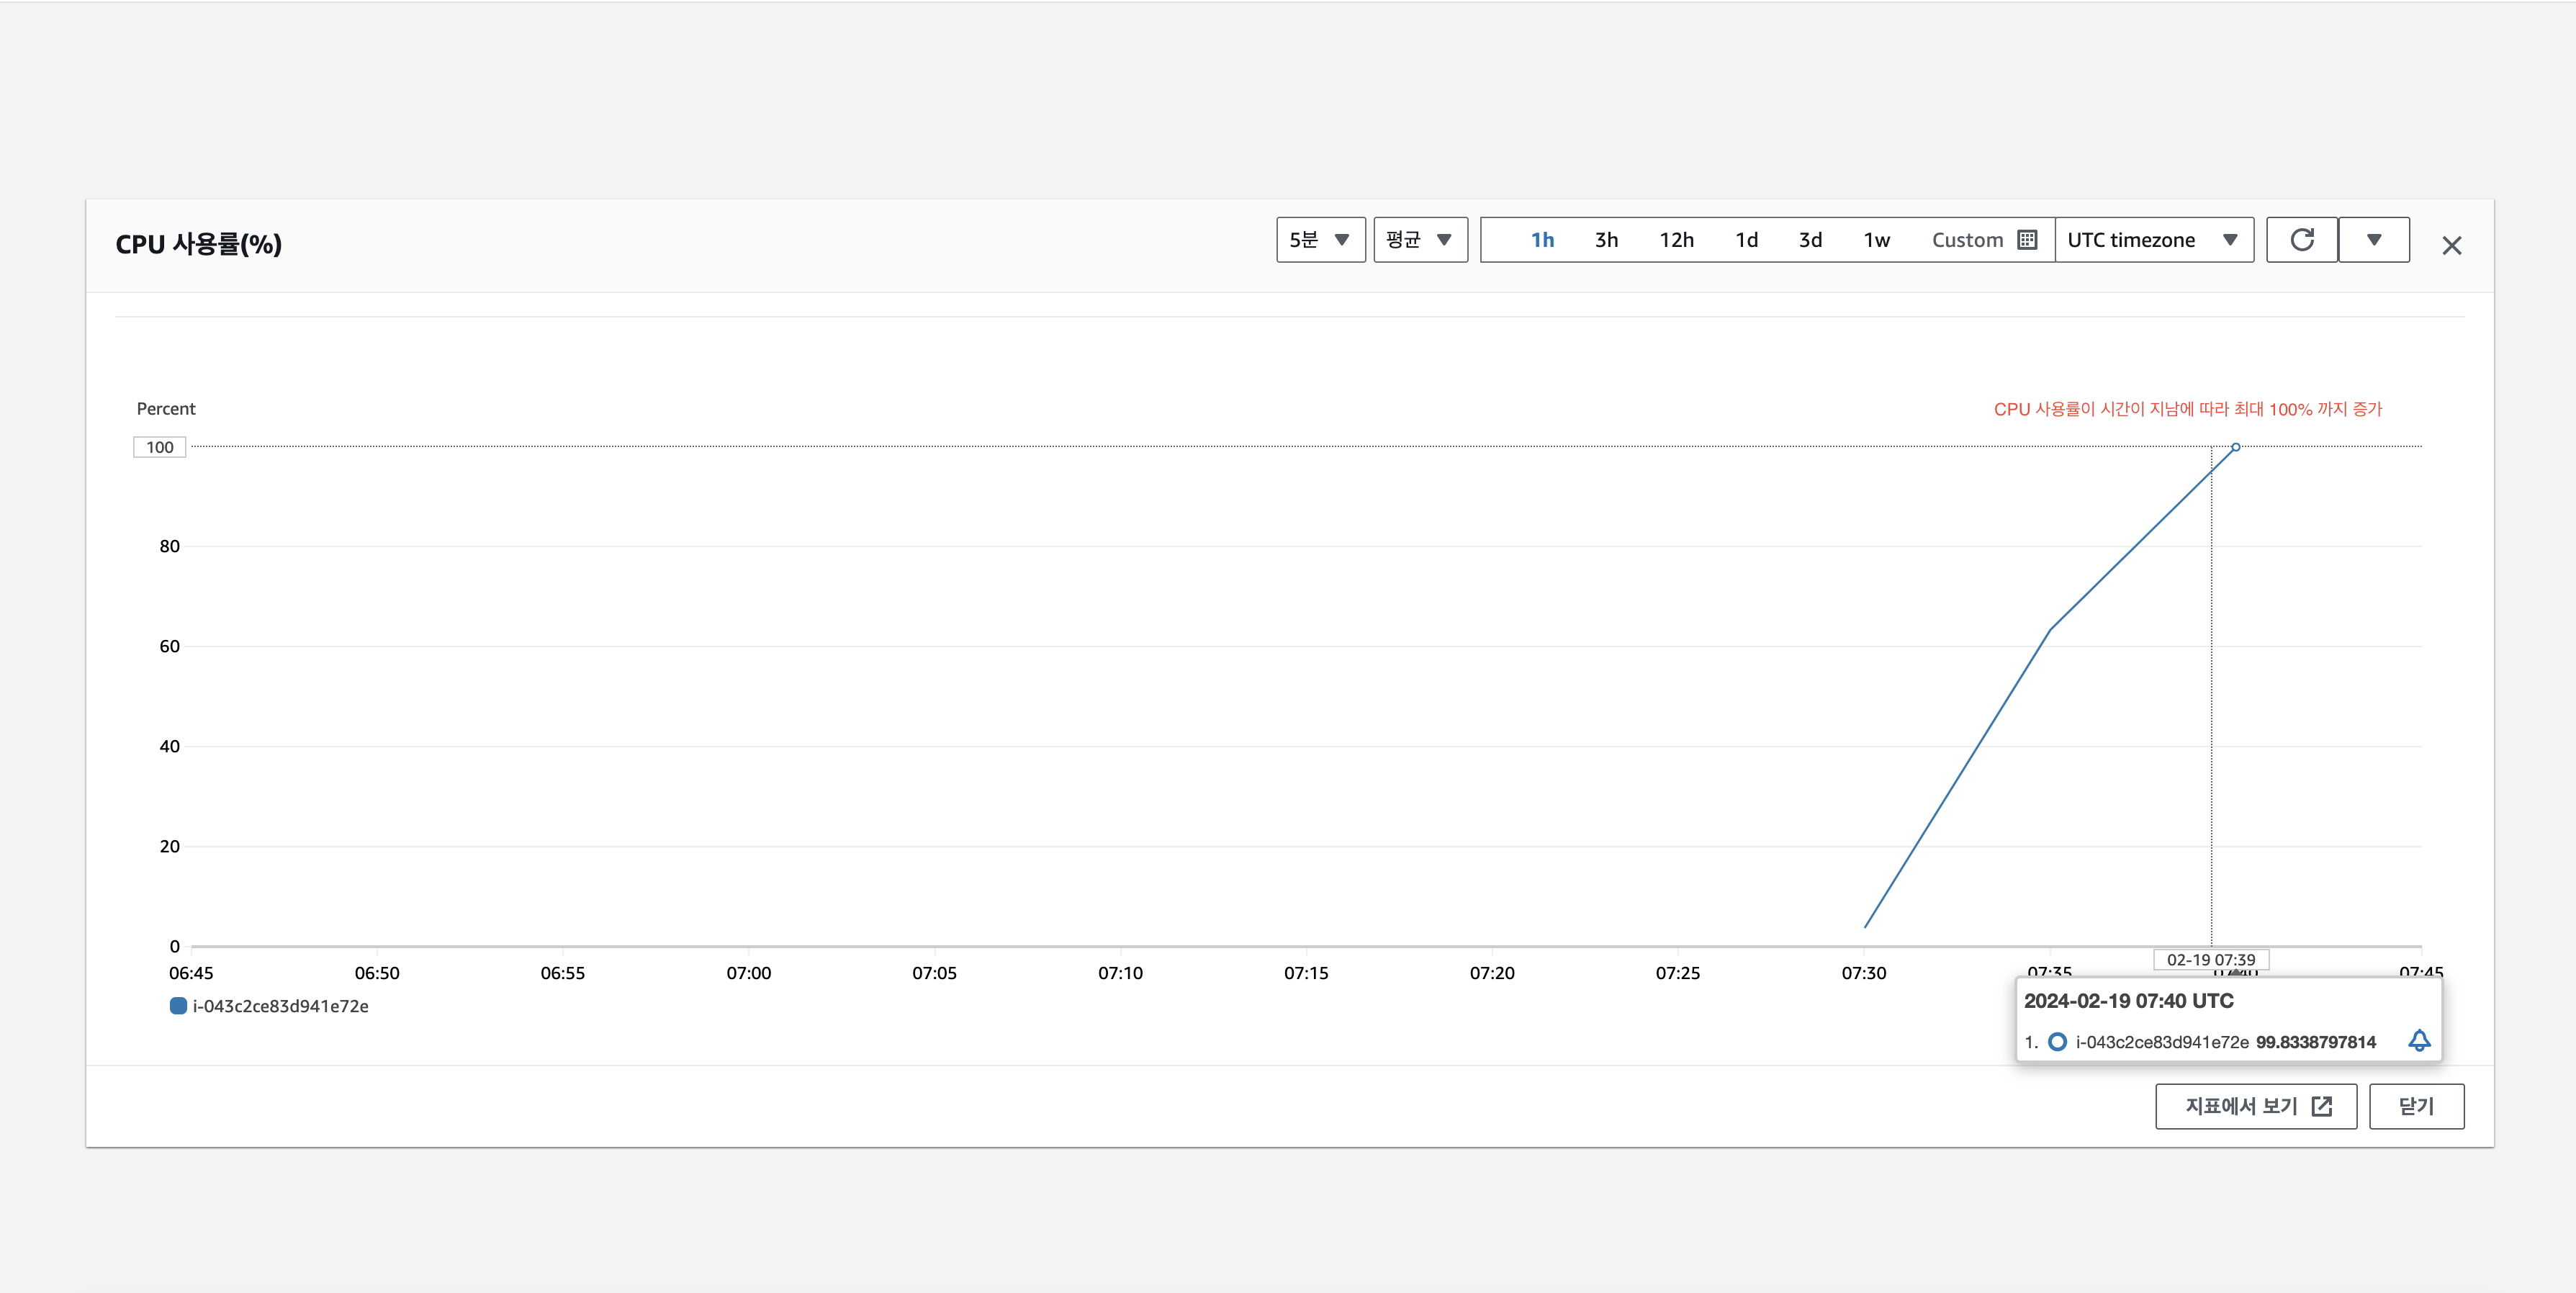 CPU 사용률(%)
5분
평균
1h 3h 12h 1d 3d 1w Custom
UTC timezone
Percent
CPU 사용률이 시간이 지남에 따라 최대 100% 까지 증가
100
80
60
40
20
0
06:45 06:50 06:55 07:00 07:05 07:10 07:15 07:20 07:25 07:30 07:35 07:40 07:45
02-19 07:39
i-043c2ce83d941e72e
2024-02-19 07:40 UTC
1. i-043c2ce83d941e72e 99.8338797814
지표에서 보기
닫기